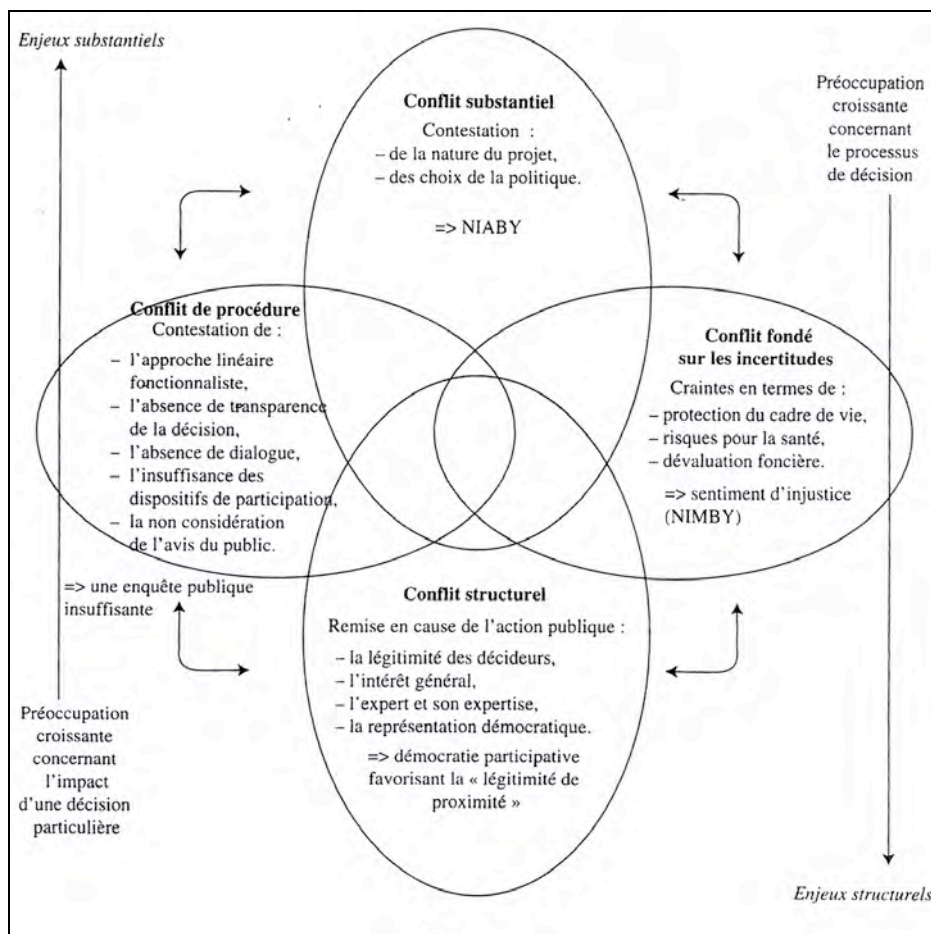 Enjeux substantiels
Préoccupation
croissante
concernant
le processus
de décision
Conflit substantiel
Contestation :
– de la nature du projet,
– des choix de la politique.
=> NIABY
Conflit de procédure
Contestation de :
– l'approche linéaire
fonctionnaliste,
– l'absence de transparence
de la décision,
– l'absence de dialogue,
– l'insuffisance des
dispositifs de participation,
– la non considération
de l'avis du public.
=> une enquête publique
insuffisante
Conflit fondé
sur les incertitudes
Craintes en termes de :
– protection du cadre de vie,
– risques pour la santé,
– dévaluation foncière.
=> sentiment d'injustice
(NIMBY)
Conflit structurel
Remise en cause de l'action publique :
– la légitimité des décideurs,
– l'intérêt général,
– l'expert et son expertise,
– la représentation démocratique.
=> démocratie participative
favorisant la « légitimité de
proximité »
Préoccupation
croissante
concernant
l'impact
d'une décision
particulière
Enjeux structurels